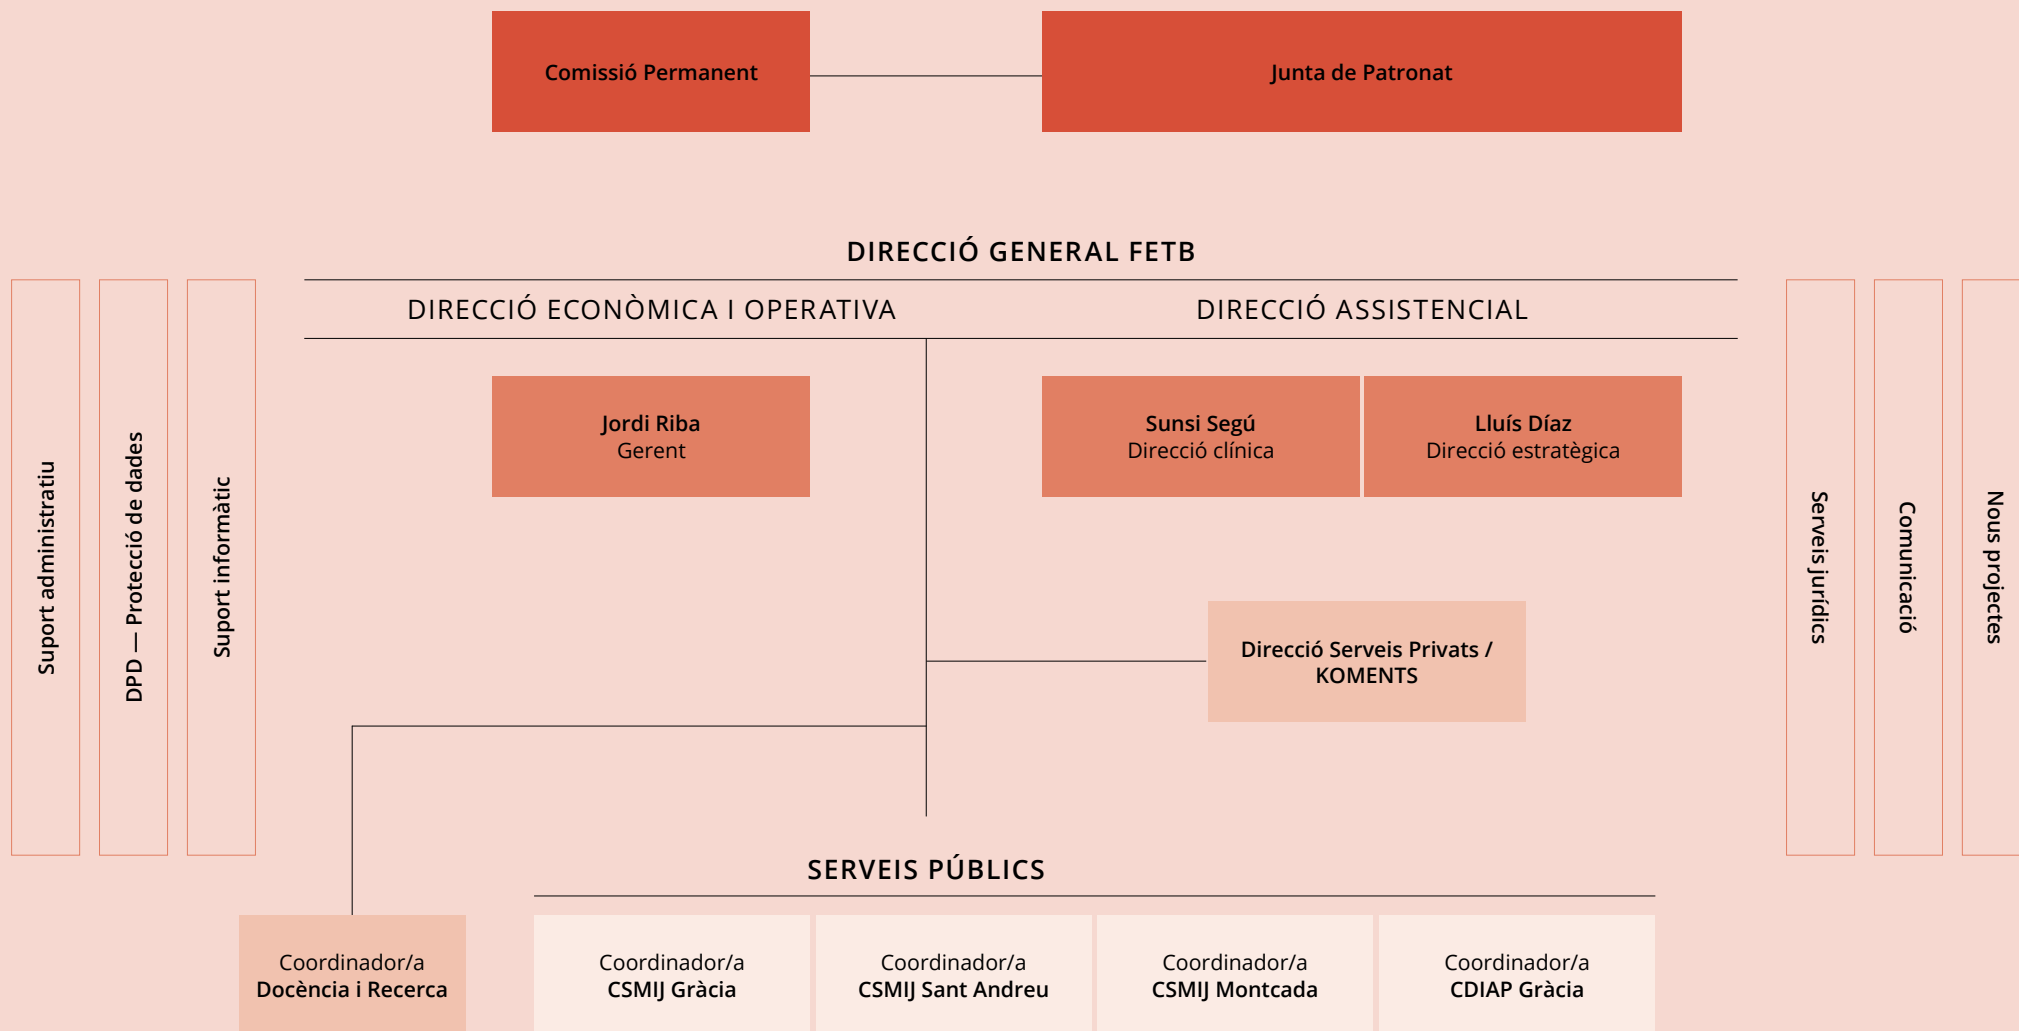 Comissió Permanent
Junta de Patronat
DIRECCIÓ GENERAL FETB
DIRECCIÓ ECONÒMICA I OPERATIVA
DIRECCIÓ ASSISTENCIAL
Jordi Riba
Gerent
Sunsi Segú
Direcció clínica
Lluís Díaz
Direcció estratègica
Suport administratiu
DPD — Protecció de dades
Suport informàtic
Direcció Serveis Privats /
KOMENTS
Serveis jurídics
Comunicació
Nous projectes
SERVEIS PÚBLICS
Coordinador/a
Docència i Recerca
Coordinador/a
CSMIJ Gràcia
Coordinador/a
CSMIJ Sant Andreu
Coordinador/a
CSMIJ Montcada
Coordinador/a
CDIAP Gràcia